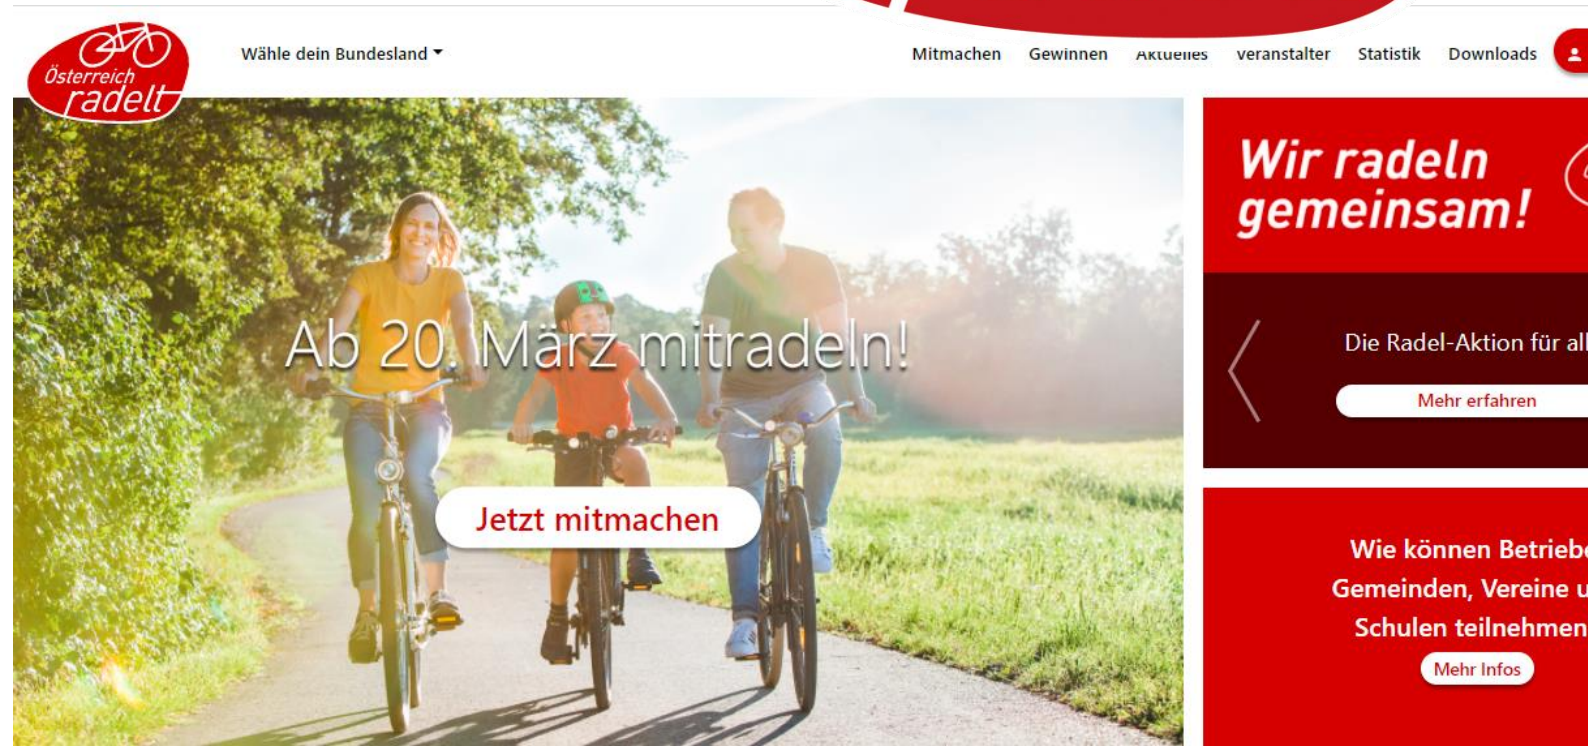 Österreich
radelt
Wähle dein Bundesland
Mitmachen Gewinnen Aktuelles Veranstalter Statistik Downloads
Wir radeln
gemeinsam!
Ab 20. März mitradeln!
Die Radel-Aktion für all
Mehr erfahren
Jetzt mitmachen
Wie können Betriebe
Gemeinden, Vereine u
Schulen teilnehmen
Mehr Infos